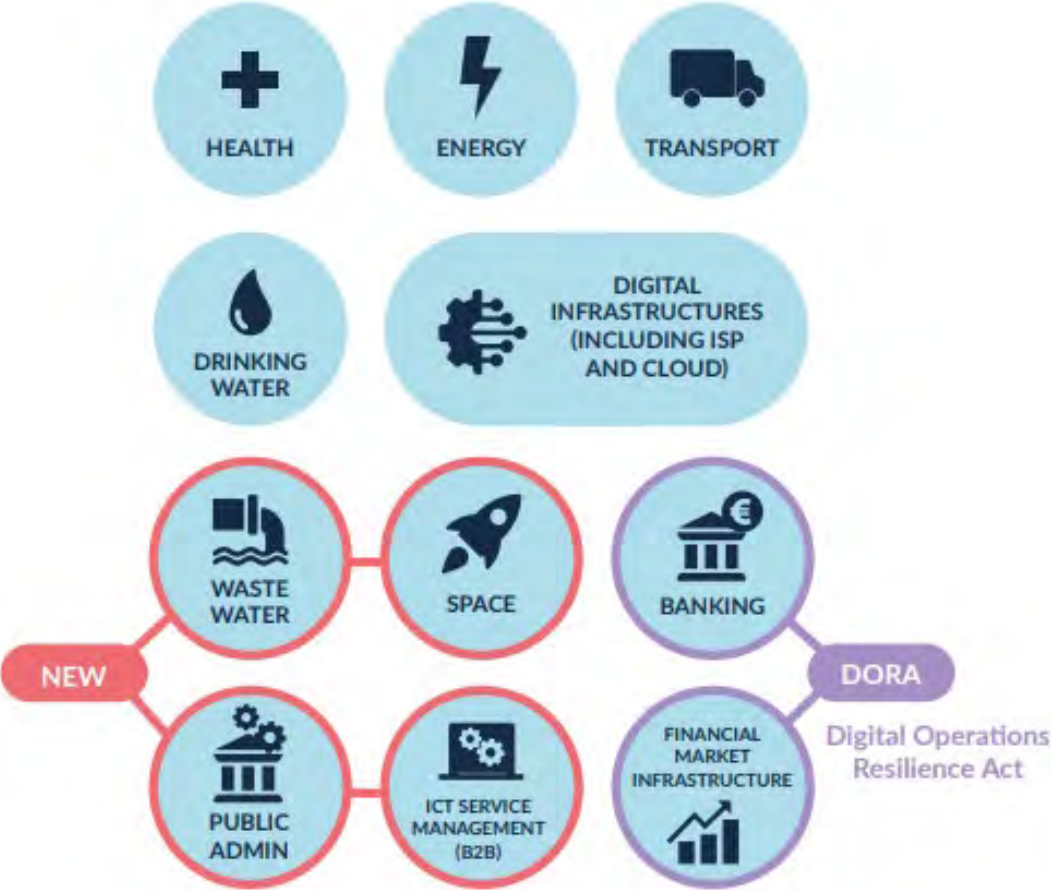 HEALTH
ENERGY
TRANSPORT
DRINKING
WATER
DIGITAL
INFRASTRUCTURES
(INCLUDING ISP
AND CLOUD)
WASTE
WATER
SPACE
BANKING
NEW
DORA
Digital Operations
Resilience Act
PUBLIC
ADMIN
ICT SERVICE
MANAGEMENT
(B2B)
FINANCIAL
MARKET
INFRASTRUCTURE
€